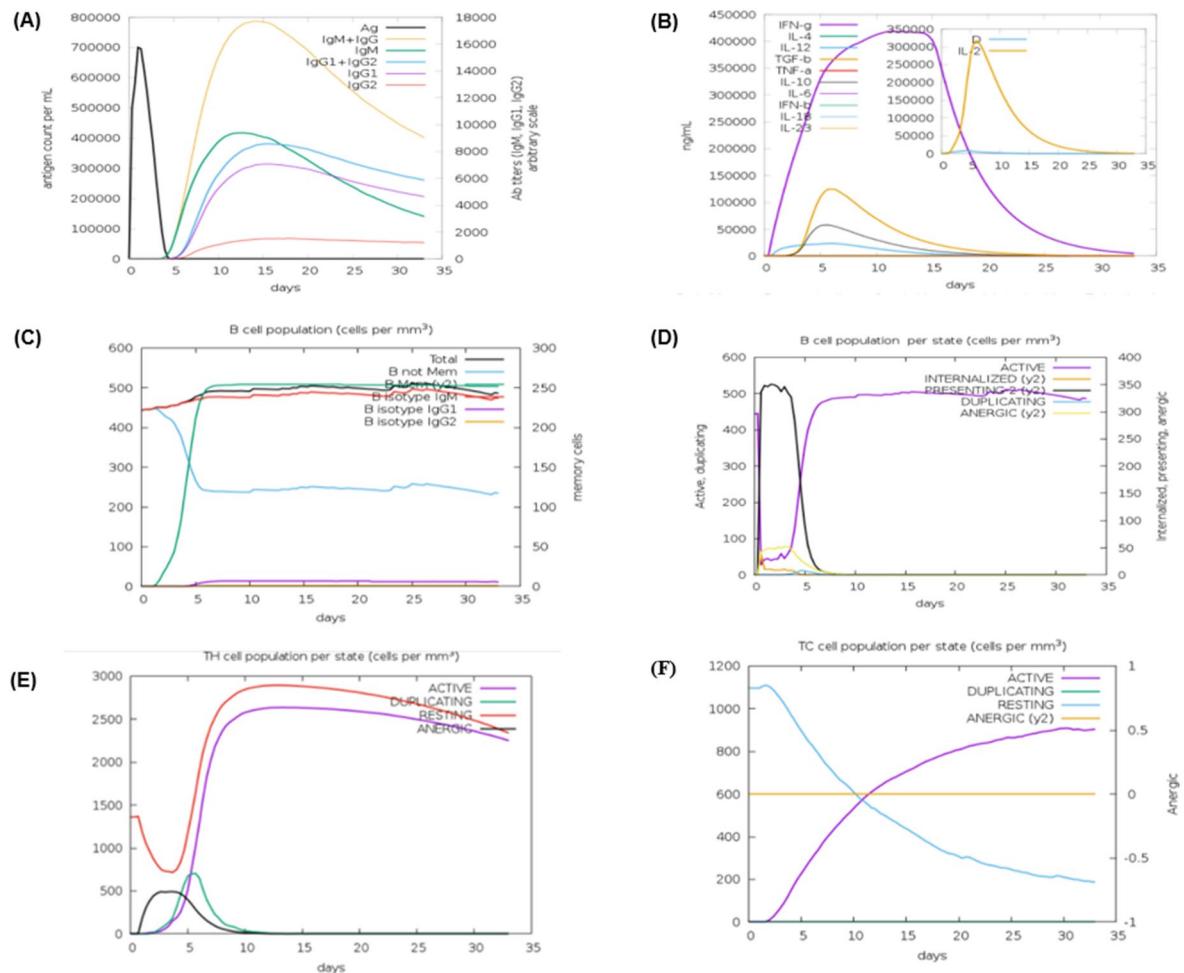 (A)
Ag
IgM+IgG
IgM
IgG1+IgG2
IgG1
IgG2
800000
700000
600000
500000
400000
300000
200000
100000
0
18000
16000
14000
12000
10000
8000
6000
4000
2000
0
antigen count per mL
Ab titers (IgM, IgG1, IgG2)
arbitrary scale
0 5 10 15 20 25 30 35
days
(B)
IFN-g
IL-4
IL-12
TGF-b
TNF-a
IL-10
IL-6
IFN-b
IL-18
IL-23
450000
400000
350000
300000
250000
200000
150000
100000
50000
0
ng/mL
0 5 10 15 20 25 30 35
days
D
IL-2
350000
300000
250000
200000
150000
100000
50000
0
0 5 10 15 20 25 30 35
(C)
B cell population (cells per mm³)
Total
B not Mem
B Mem (y2)
B isotype IgM
B isotype IgG1
B isotype IgG2
600
500
400
300
200
100
0
300
250
200
150
100
50
0
memory cells
0 5 10 15 20 25 30 35
days
(D)
B cell population per state (cells per mm³)
ACTIVE
INTERNALIZED (y2)
PRESENTING 2 (y2)
DUPLICATING
ANERGIC (y2)
600
500
400
300
200
100
0
400
350
300
250
200
150
100
50
0
Active, duplicating
Internalized, presenting, anergic
0 5 10 15 20 25 30 35
days
(E)
TH cell population per state (cells per mm³)
ACTIVE
DUPLICATING
RESTING
ANERGIC
3000
2500
2000
1500
1000
500
0
0 5 10 15 20 25 30 35
days
(F)
TC cell population per state (cells per mm³)
ACTIVE
DUPLICATING
RESTING
ANERGIC (y2)
1200
1000
800
600
400
200
0
1
0.5
0
-0.5
-1
Anergic
0 5 10 15 20 25 30 35
days